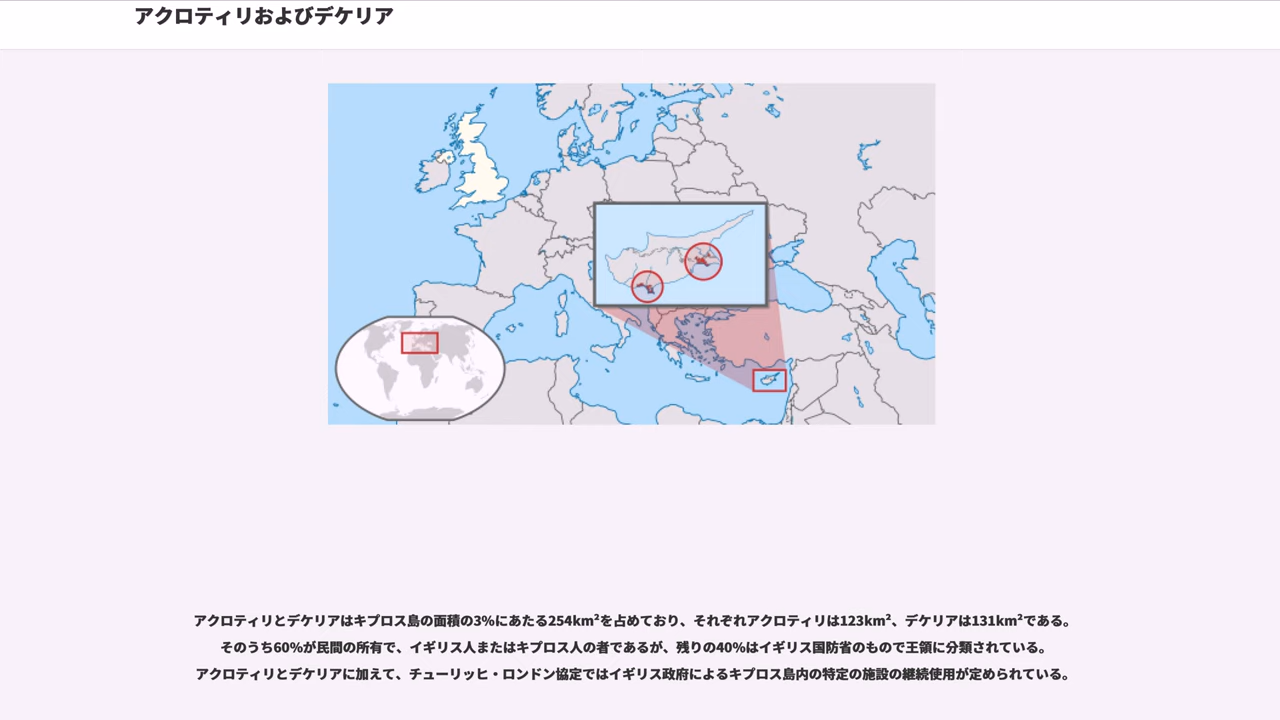 アクロティリおよびデケリア
アクロティリとデケリアはキプロス島の面積の3%にあたる254km²を占めており、それぞれアクロティリは123km²、デケリアは131km²である。
そのうち60%が民間の所有で、イギリス人またはキプロス人の者であるが、残りの40%はイギリス国防省のもので王領に分類されている。
アクロティリとデケリアに加えて、チューリッヒ・ロンドン協定ではイギリス政府によるキプロス島内の特定の施設の継続使用が定められている。